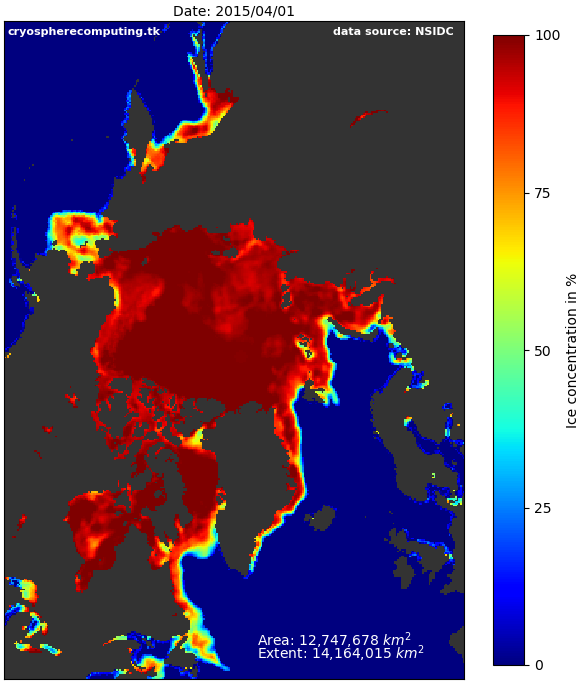 Date: 2015/04/01
cryospherecomputing.tk data source: NSIDC
100
75
50
25
0
Ice concentration in %
Area: 12,747,678 km²
Extent: 14,164,015 km²